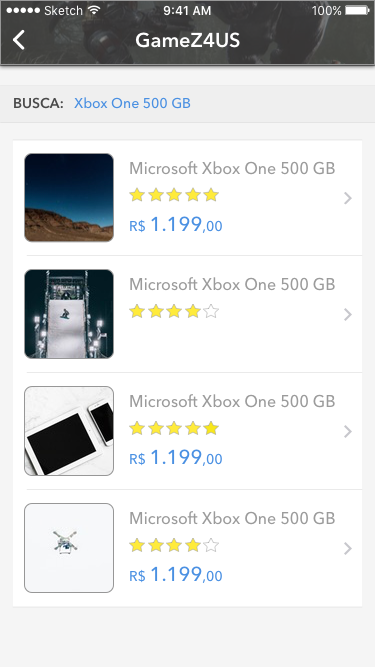 Sketch 9:41 AM 100%
GameZ4US
BUSCA: Xbox One 500 GB
Microsoft Xbox One 500 GB
R$ 1.199,00
Microsoft Xbox One 500 GB
Microsoft Xbox One 500 GB
R$ 1.199,00
Microsoft Xbox One 500 GB
R$ 1.199,00